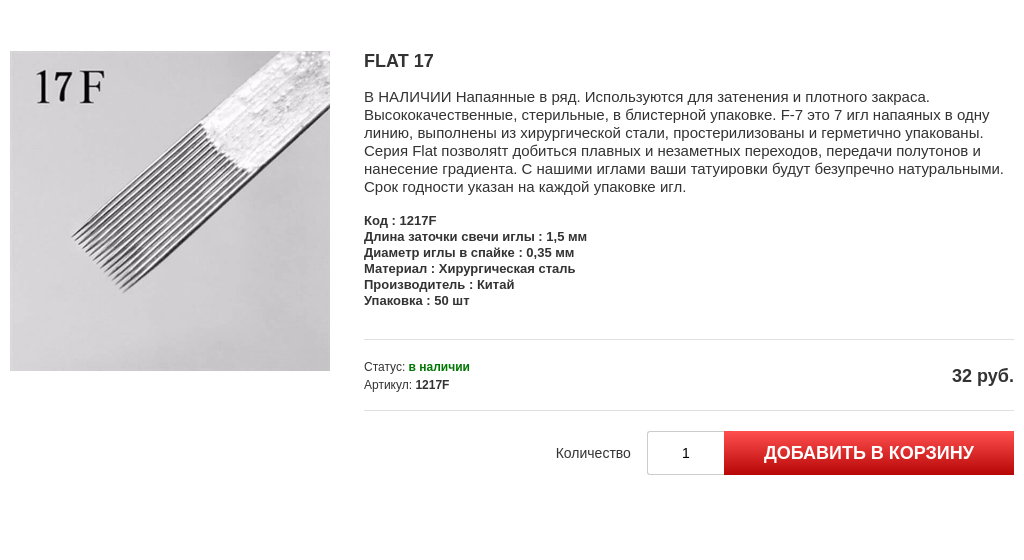 17F
FLAT 17
В НАЛИЧИИ Напаянные в ряд. Используются для затенения и плотного закраса.
Высококачественные, стерильные, в блистерной упаковке. F-7 это 7 игл напаяных в одну
линию, выполнены из хирургической стали, простерилизованы и герметично упакованы.
Серия Flat позволяtт добиться плавных и незаметных переходов, передачи полутонов и
нанесение градиента. С нашими иглами ваши татуировки будут безупречно натуральными.
Срок годности указан на каждой упаковке игл.
Код : 1217F
Длина заточки свечи иглы : 1,5 мм
Диаметр иглы в спайке : 0,35 мм
Материал : Хирургическая сталь
Производитель : Китай
Упаковка : 50 шт
Статус: в наличии
Артикул: 1217F
32 руб.
Количество 1 ДОБАВИТЬ В КОРЗИНУ